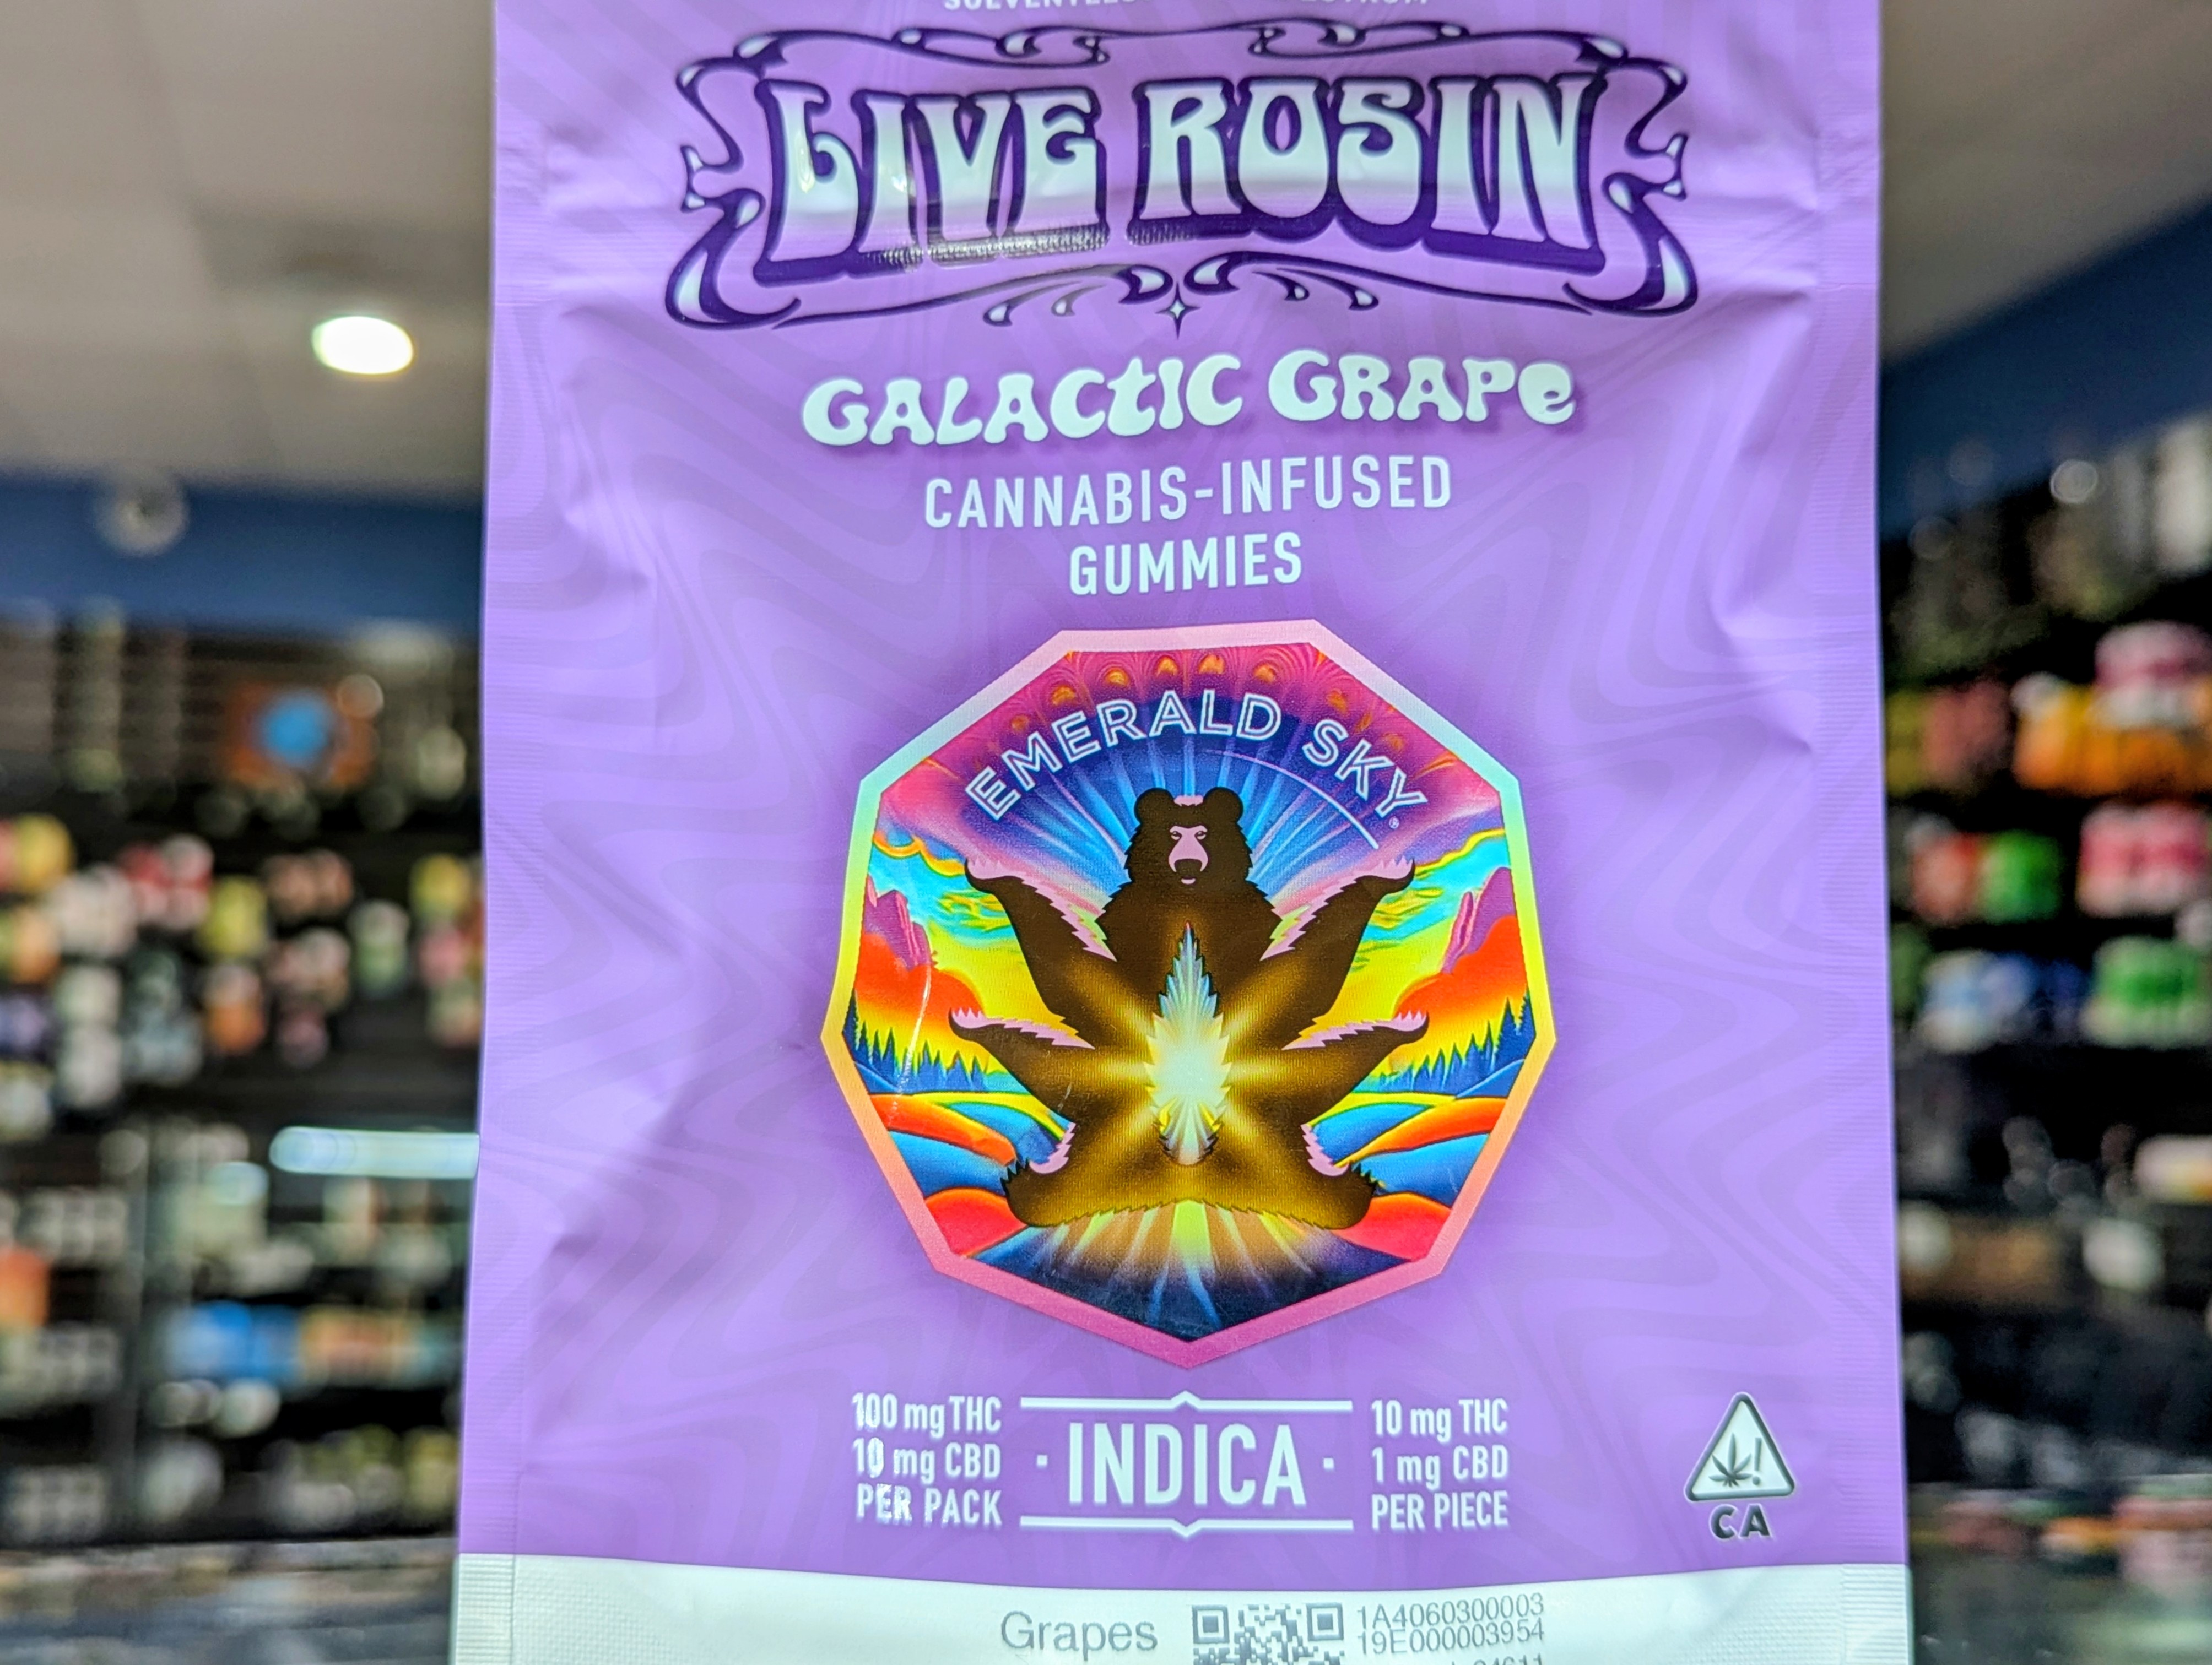 LIVE ROSIN
GALACTIC GRAPE
CANNABIS-INFUSED
GUMMIES
EMERALD SKY®
100 mg THC
10 mg CBD
PER PACK
· INDICA ·
10 mg THC
1 mg CBD
PER PIECE
CA
Grapes
1A4060300003
19E000003954